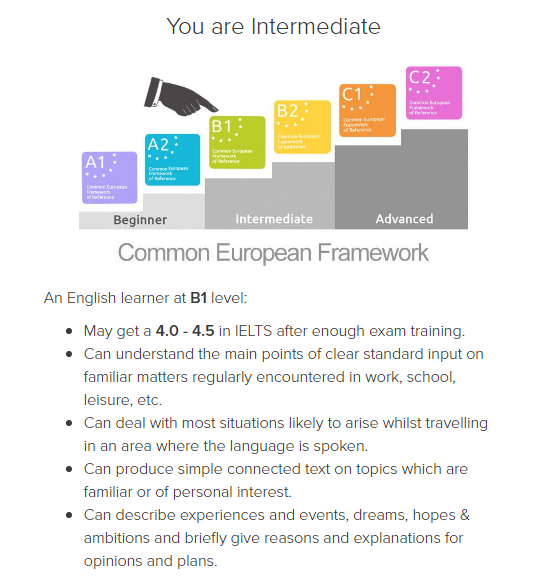 You are Intermediate
C2
Common European
Framework
of Reference
C1
Common European
Framework
of Reference
B2
Common European
Framework
of Reference
B1
Common European
Framework
of Reference
A2
Common European
Framework
of Reference
A1
Common European
Framework
of Reference
Beginner
Intermediate
Advanced
Common European Framework
An English learner at B1 level:
• May get a 4.0 - 4.5 in IELTS after enough exam training.
• Can understand the main points of clear standard input on
familiar matters regularly encountered in work, school,
leisure, etc.
• Can deal with most situations likely to arise whilst travelling
in an area where the language is spoken.
• Can produce simple connected text on topics which are
familiar or of personal interest.
• Can describe experiences and events, dreams, hopes &
ambitions and briefly give reasons and explanations for
opinions and plans.